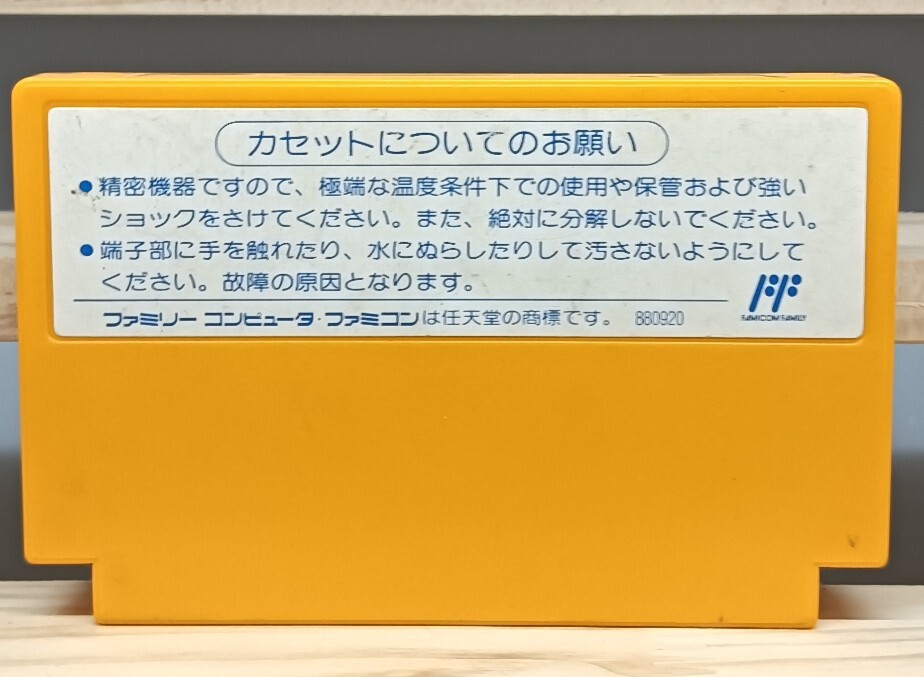 カセットについてのお願い
●精密機器ですので、極端な温度条件下での使用や保管および強い
ショックをさけてください。また、絶対に分解しないでください。
●端子部に手を触れたり、水にぬらしたりして汚さないようにして
ください。故障の原因となります。
ファミリー コンピュータ・ファミコンは任天堂の商標です。 880920
FAMICOM FAMILY